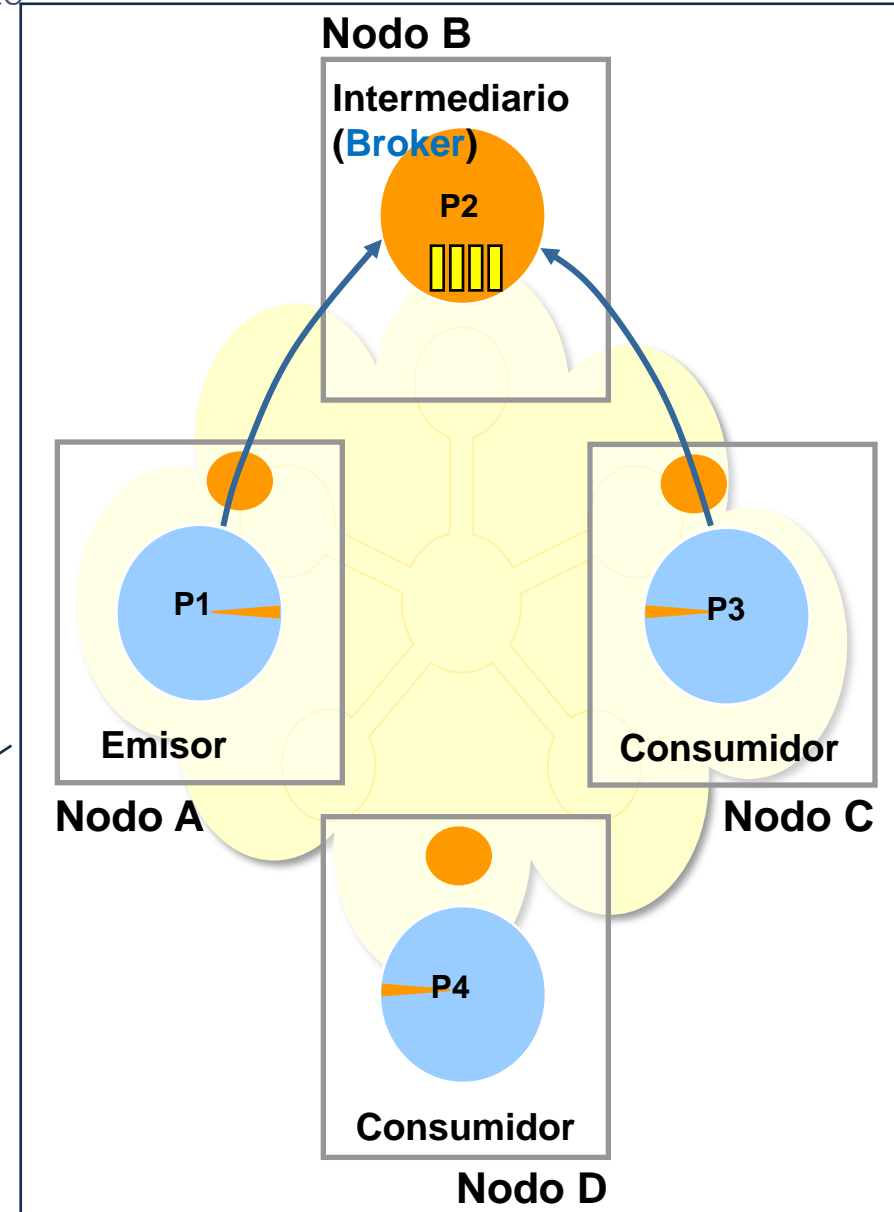 Nodo B
Intermediario
(Broker)
P2
P1
P3
Emisor
Consumidor
Nodo A
Nodo C
P4
Consumidor
Nodo D